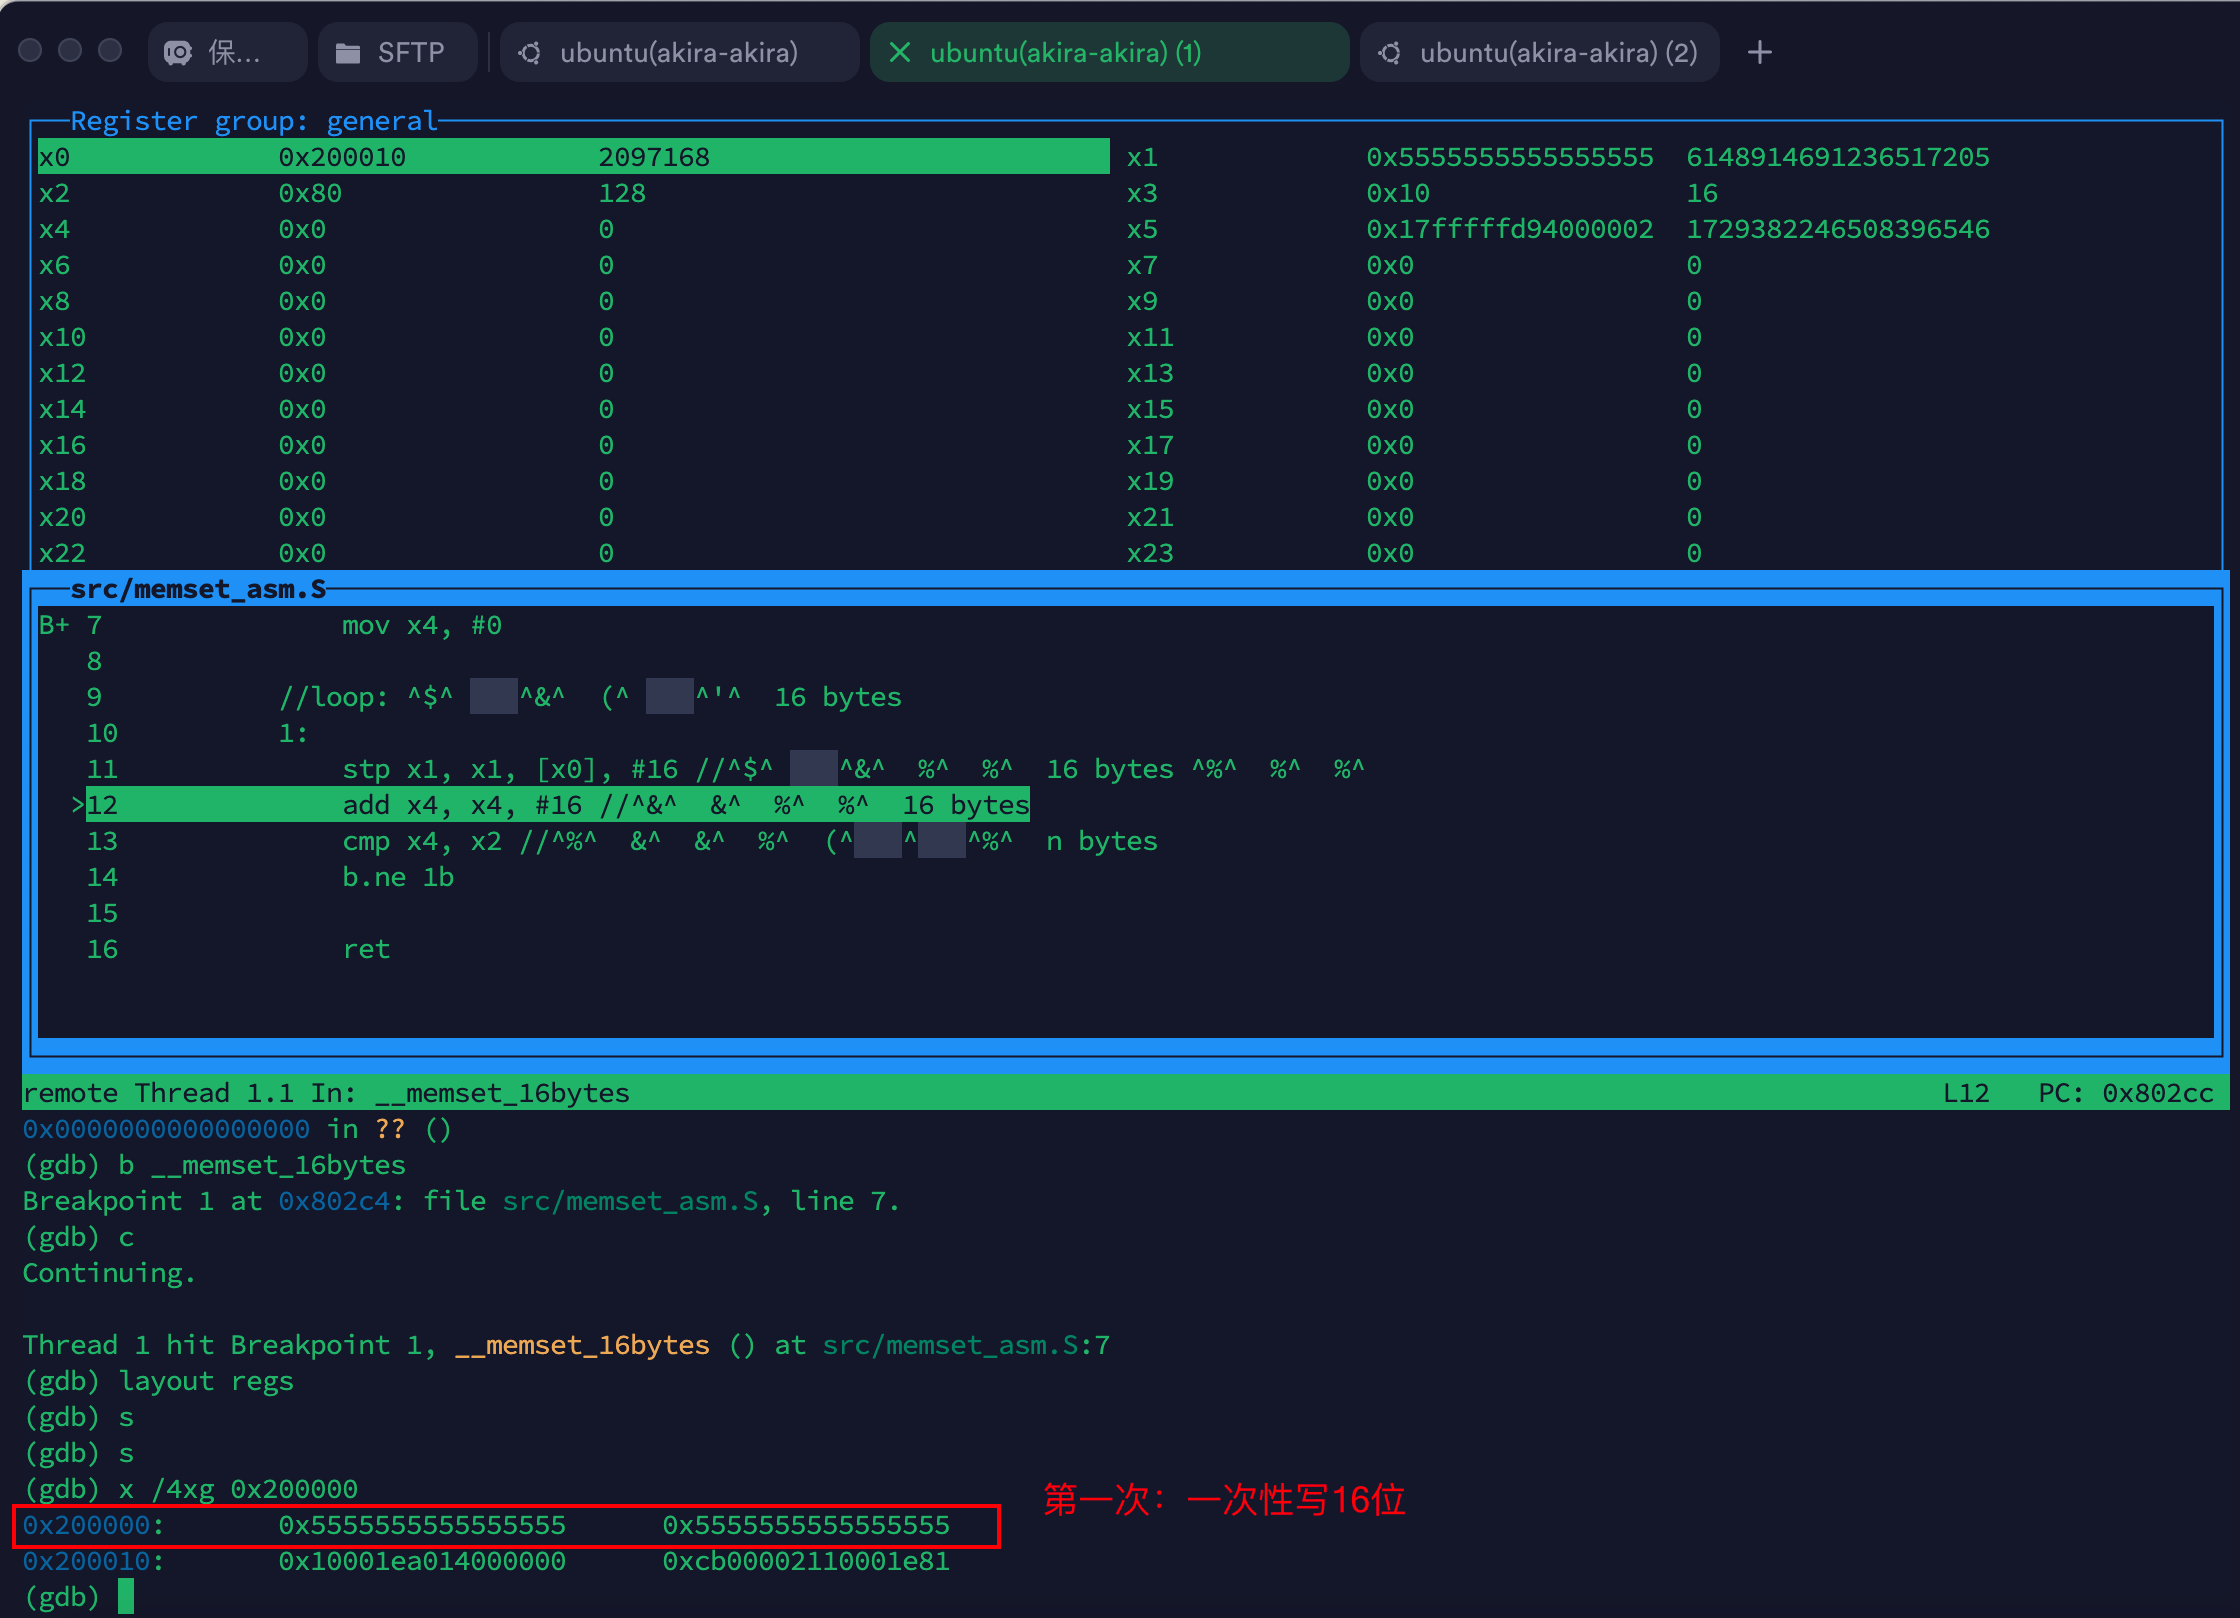 保... SFTP ubuntu(akira-akira) ubuntu(akira-akira) (1) ubuntu(akira-akira) (2)
Register group: general
x0 0x200010 2097168 x1 0x5555555555555555 6148914691236517205
x2 0x80 128 x3 0x10 16
x4 0x0 0 x5 0x17fffffd94000002 1729382246508396546
x6 0x0 0 x7 0x0 0
x8 0x0 0 x9 0x0 0
x10 0x0 0 x11 0x0 0
x12 0x0 0 x13 0x0 0
x14 0x0 0 x15 0x0 0
x16 0x0 0 x17 0x0 0
x18 0x0 0 x19 0x0 0
x20 0x0 0 x21 0x0 0
x22 0x0 0 x23 0x0 0
src/memset_asm.S
B+ 7 mov x4, #0
8
9 //loop: ^$^ ^&^ (^ ^'^ 16 bytes
10 1:
11 stp x1, x1, [x0], #16 //^$^ ^&^ %^ %^ 16 bytes ^%^ %^ %^
>12 add x4, x4, #16 //^&^ &^ %^ %^ 16 bytes
13 cmp x4, x2 //^%^ &^ &^ %^ (^ ^ ^%^ n bytes
14 b.ne 1b
15
16 ret
remote Thread 1.1 In: __memset_16bytes L12 PC: 0x802cc
0x0000000000000000 in ?? ()
(gdb) b __memset_16bytes
Breakpoint 1 at 0x802c4: file src/memset_asm.S, line 7.
(gdb) c
Continuing.
Thread 1 hit Breakpoint 1, __memset_16bytes () at src/memset_asm.S:7
(gdb) layout regs
(gdb) s
(gdb) s
(gdb) x /4xg 0x200000
第一次：一次性写16位
0x200000: 0x5555555555555555 0x5555555555555555
0x200010: 0x10001ea014000000 0xcb00002110001e81
(gdb)